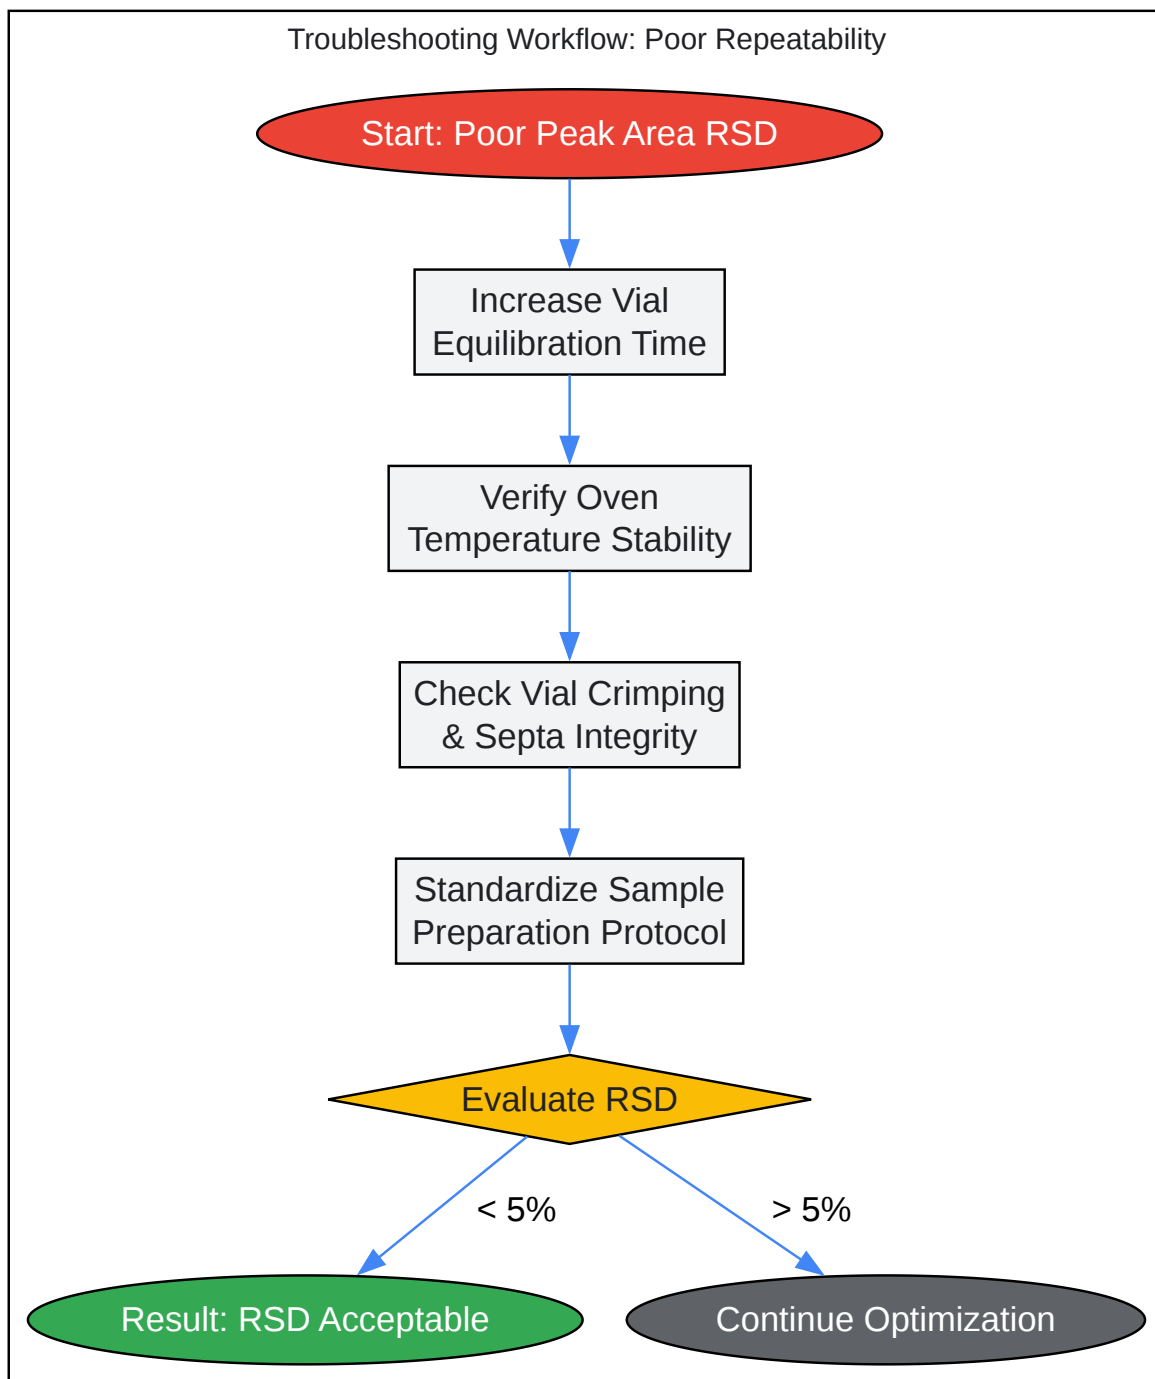 Troubleshooting Workflow: Poor Repeatability
Start: Poor Peak Area RSD
Increase Vial
Equilibration Time
Verify Oven
Temperature Stability
Check Vial Crimping
& Septa Integrity
Standardize Sample
Preparation Protocol
Evaluate RSD
< 5%
> 5%
Result: RSD Acceptable
Continue Optimization